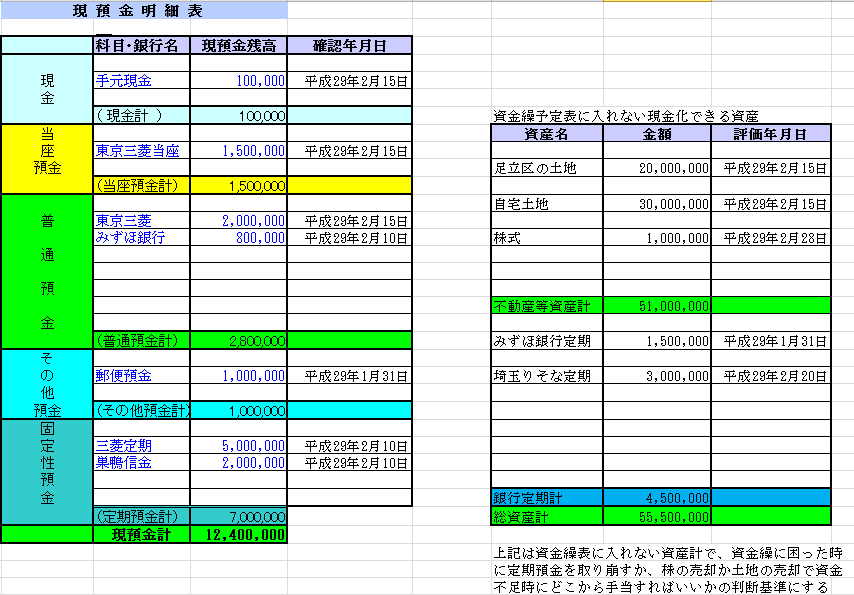 現 預 金 明 細 表
科目・銀行名 現預金残高 確認年月日
現金
手元現金 100,000 平成29年2月15日
( 現金計 ) 100,000
当座預金
東京三菱当座 1,500,000 平成29年2月15日
(当座預金計) 1,500,000
普通預金
東京三菱 2,000,000 平成29年2月15日
みずほ銀行 800,000 平成29年2月10日
(普通預金計) 2,800,000
その他預金
郵便預金 1,000,000 平成29年1月31日
(その他預金計) 1,000,000
固定性預金
三菱定期 5,000,000 平成29年2月10日
巣鴨信金 2,000,000 平成29年2月10日
(定期預金計) 7,000,000
現預金計 12,400,000
資金繰予定表に入れない現金化できる資産
資産名 金額 評価年月日
足立区の土地 20,000,000 平成29年2月15日
自宅土地 30,000,000 平成29年2月15日
株式 1,000,000 平成29年2月28日
不動産等資産計 51,000,000
みずほ銀行定期 1,500,000 平成29年1月31日
埼玉りそな定期 3,000,000 平成29年2月20日
銀行定期計 4,500,000
総資産計 55,500,000
上記は資金繰表に入れない資産計で、資金繰に困った時
に定期預金を取り崩すか、株の売却か土地の売却で資金
不足時にどこから手当すればいいかの判断基準にする